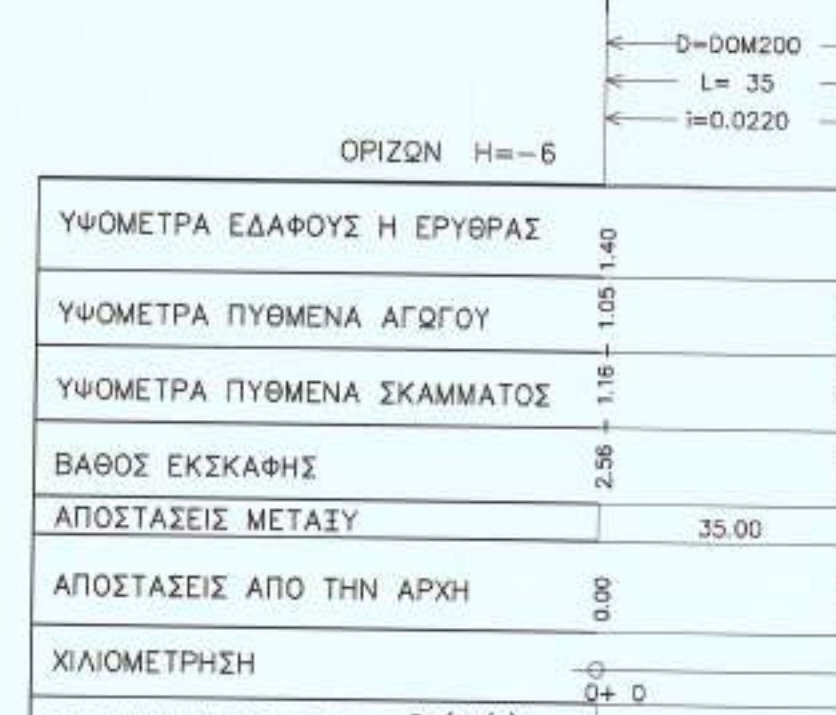 D=DOM200
L= 35
i=0.0220
ΟΡΙΖΩΝ H=-6
ΥΨΟΜΕΤΡΑ ΕΔΑΦΟΥΣ Η ΕΡΥΘΡΑΣ 1.40
ΥΨΟΜΕΤΡΑ ΠΥΘΜΕΝΑ ΑΓΩΓΟΥ -1.05
ΥΨΟΜΕΤΡΑ ΠΥΘΜΕΝΑ ΣΚΑΜΜΑΤΟΣ -1.16
ΒΑΘΟΣ ΕΚΣΚΑΦΗΣ 2.56
ΑΠΟΣΤΑΣΕΙΣ ΜΕΤΑΞΥ 35.00
ΑΠΟΣΤΑΣΕΙΣ ΑΠΟ ΤΗΝ ΑΡΧΗ 0.00
ΧΙΛΙΟΜΕΤΡΗΣΗ
0+ 0